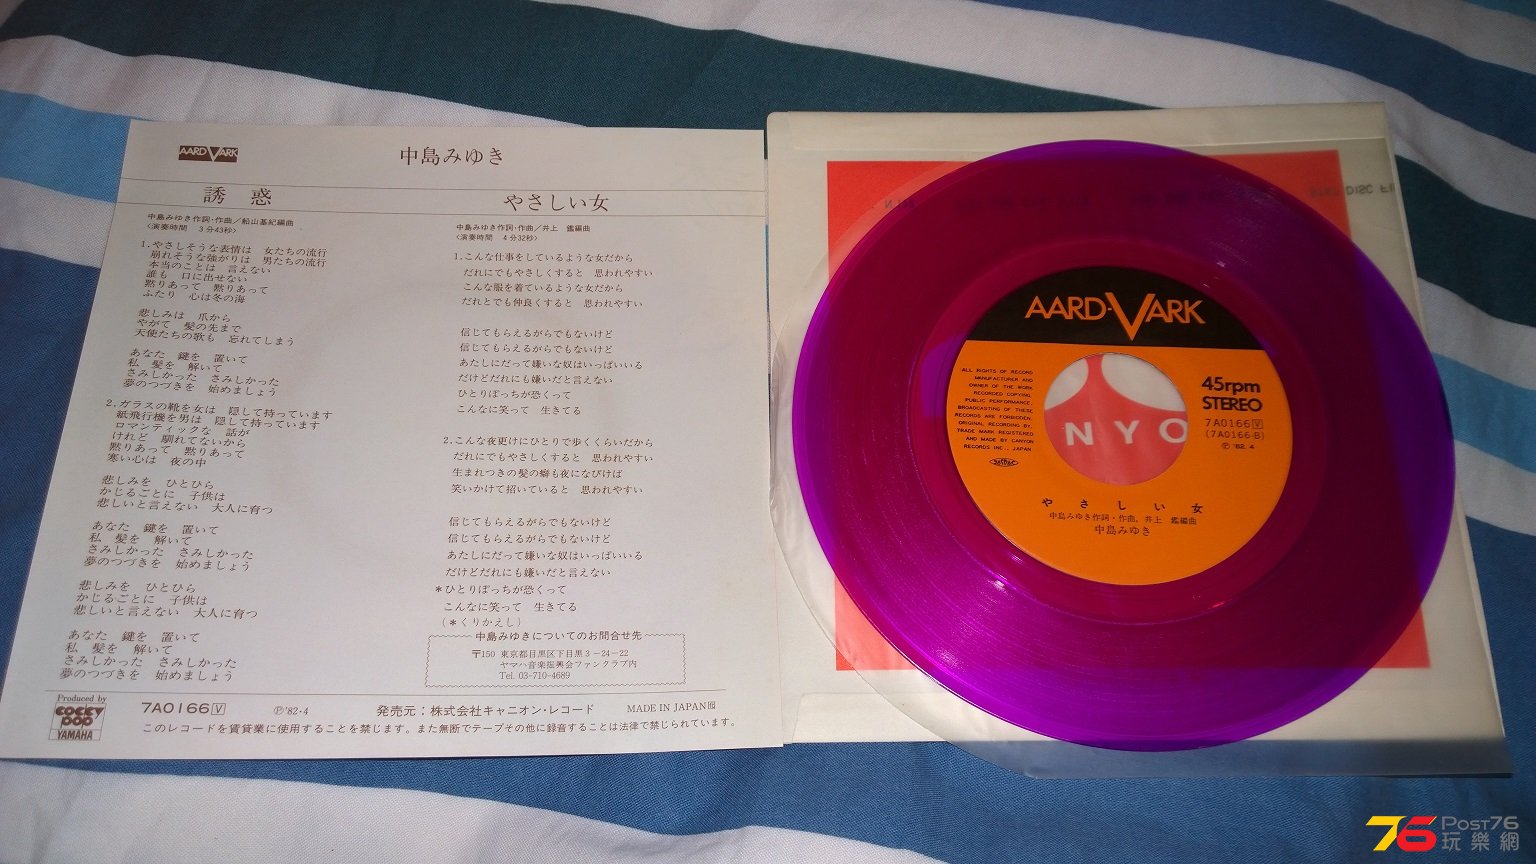 AARD-VARK
中島みゆき
誘惑
中島みゆき作詞・作曲／船山基紀編曲
〈演奏時間 3分43秒〉
1.やさしそうな表情は 女たちの流行
崩れそうな強がりは 男たちの流行
本当のことは 言えない
誰も 口に出せない
黙りあって 黙りあって
ふたり 心は冬の海
悲しみは 爪から
やがて 髪の先まで
天使たちの歌も 忘れてしまう
あなた 鍵を 置いて
私 髪を 解いて
さみしかった さみしかった
夢のつづきを 始めましょう
2.ガラスの靴を女は 隠して持っています
紙飛行機を男は 隠して持っています
ロマンティックな 話が
けれど 馴れてないから
黙りあって 黙りあって
寒い心は 夜の中
悲しみを ひとひら
かじるごとに 子供は
悲しいと言えない 大人に育つ
あなた 鍵を 置いて
私 髪を 解いて
さみしかった さみしかった
夢のつづきを 始めましょう
悲しみを ひとひら
かじるごとに 子供は
悲しいと言えない 大人に育つ
あなた 鍵を 置いて
私 髪を 解いて
さみしかった さみしかった
夢のつづきを 始めましょう
やさしい女
中島みゆき作詞・作曲／井上 鑑編曲
〈演奏時間 4分32秒〉
1.こんな仕事をしているような女だから
だれにでもやさしくすると 思われやすい
こんな服を着ているような女だから
だれとでも仲良くすると 思われやすい
信じてもらえるがらでもないけど
信じてもらえるがらでもないけど
あたしにだって嫌いな奴はいっぱいいる
だけどだれにも嫌いだと言えない
ひとりぼっちが恐くって
こんなに笑って 生きてる
2.こんな夜更けにひとりで歩くくらいだから
だれにでもやさしくすると 思われやすい
生まれつきの髪の癖も夜になびけば
笑いかけて招いていると 思われやすい
信じてもらえるがらでもないけど
信じてもらえるがらでもないけど
あたしにだって嫌いな奴はいっぱいいる
だけどだれにも嫌いだと言えない
＊ひとりぼっちが恐くって
こんなに笑って 生きてる
（＊くりかえし）
中島みゆきについてのお問合せ先
〒150 東京都目黒区下目黒3－24－22
ヤマハ音楽振興会ファンクラブ内
Tel. 03-710-4689
Produced by
COCKY POP
YAMAHA
7A0166 V
Ⓟ'82・4
発売元：株式会社キャニオン・レコード
MADE IN JAPAN
このレコードを賃貸業に使用することを禁じます。また無断でテープその他に録音することは法律で禁じられています。
AARD-VARK
ALL RIGHTS OF RECORD
MANUFACTURER AND
OWNER OF THE WORK
RECORDED COPYING,
PUBLIC PERFORMANCE,
BROADCASTING OF THESE
RECORDS ARE FORBIDDEN.
ORIGINAL RECORDING BY,
TRADE MARK REGISTERED
AND MADE BY CANYON
RECORDS INC., JAPAN
45rpm
STEREO
7A0166 V
(7A0166-B)
Ⓟ '82. 4
NYO
やさしい女
中島みゆき作詞・作曲, 井上 鑑編曲
中島みゆき
DISC
76 POST76
玩樂網